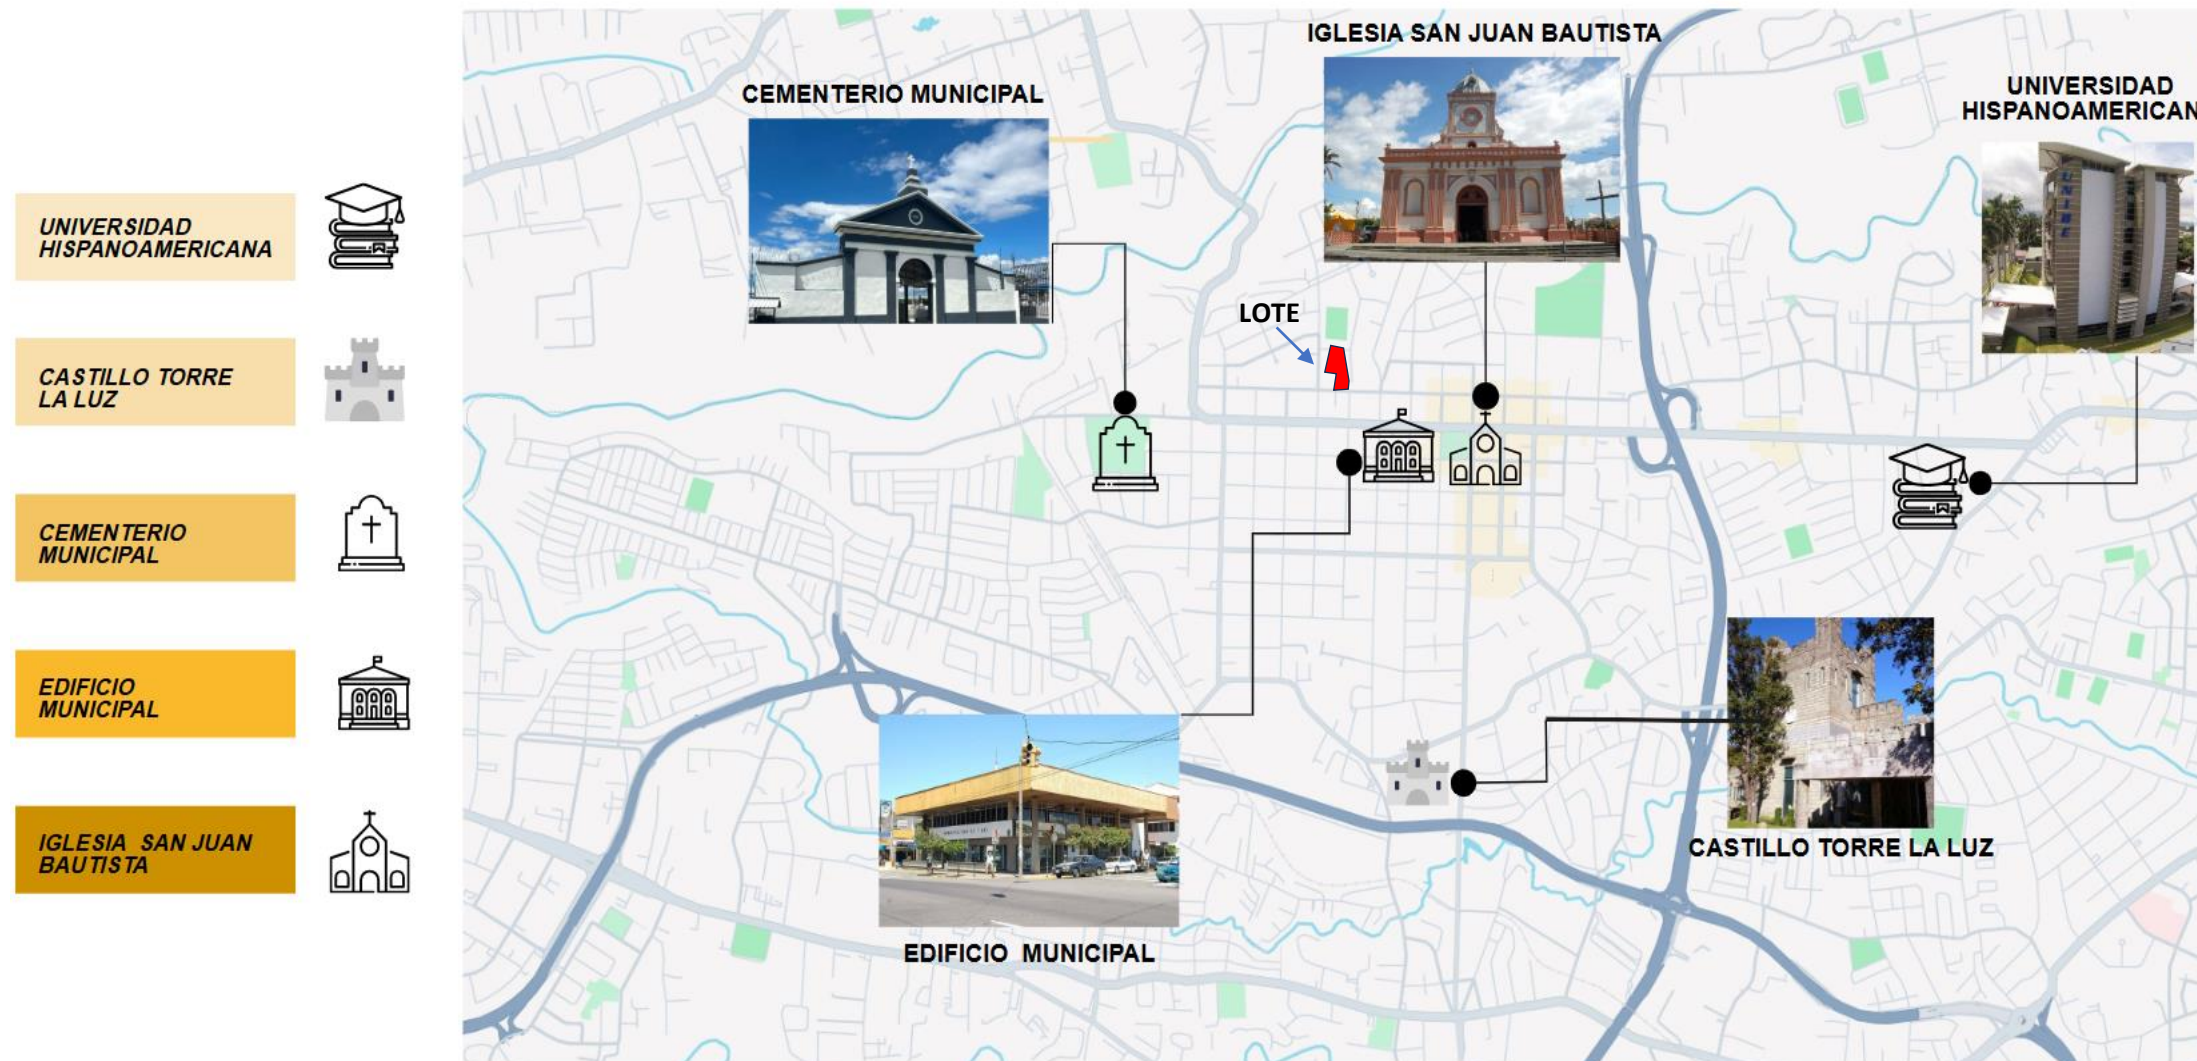 UNIVERSIDAD
HISPANOAMERICANA
CASTILLO TORRE
LA LUZ
CEMENTERIO
MUNICIPAL
EDIFICIO
MUNICIPAL
IGLESIA SAN JUAN
BAUTISTA
IGLESIA SAN JUAN BAUTISTA
CEMENTERIO MUNICIPAL
UNIVERSIDAD
HISPANOAMERICAN
UNIBE
LOTE
CASTILLO TORRE LA LUZ
EDIFICIO MUNICIPAL